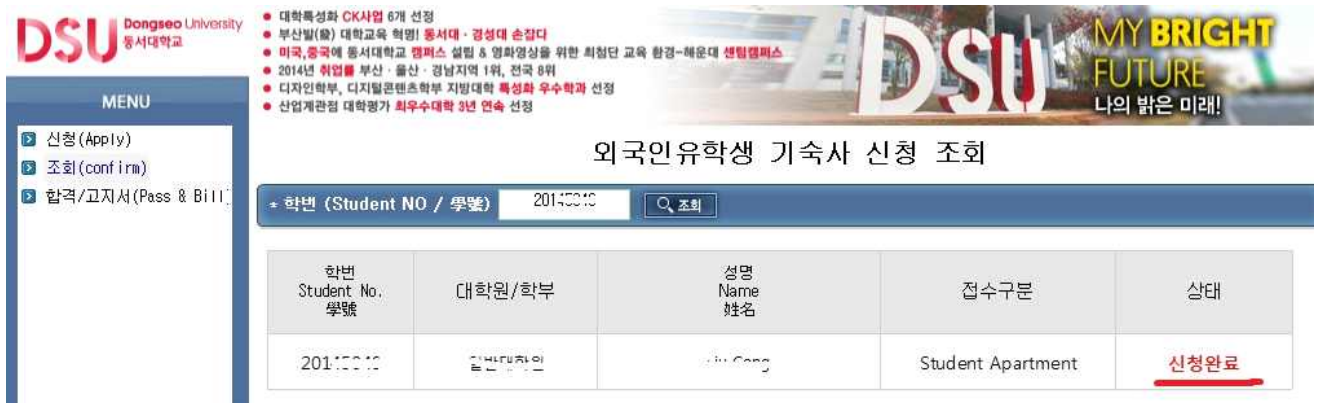 DSU Dongseo University
동서대학교
MENU
신청(Apply)
조회(confirm)
합격/고지서(Pass & Bill)
대학특성화 CK사업 6개 선정
부산발(發) 대학교육 혁명! 동서대 · 경성대 손잡다
미국,중국에 동서대학교 캠퍼스 설립 & 영화영상을 위한 최첨단 교육 환경-해운대 센텀캠퍼스
2014년 취업률 부산 · 울산 · 경남지역 1위, 전국 8위
디자인학부, 디지털콘텐츠학부 지방대학 특성화 우수학과 선정
산업계관점 대학평가 최우수대학 3년 연속 선정
DSU
MY BRIGHT
FUTURE
나의 밝은 미래!
외국인유학생 기숙사 신청 조회
* 학번 (Student NO / 學號) 조회
학번
Student No.
學號
대학원/학부
성명
Name
姓名
접수구분
상태
Student Apartment
신청완료